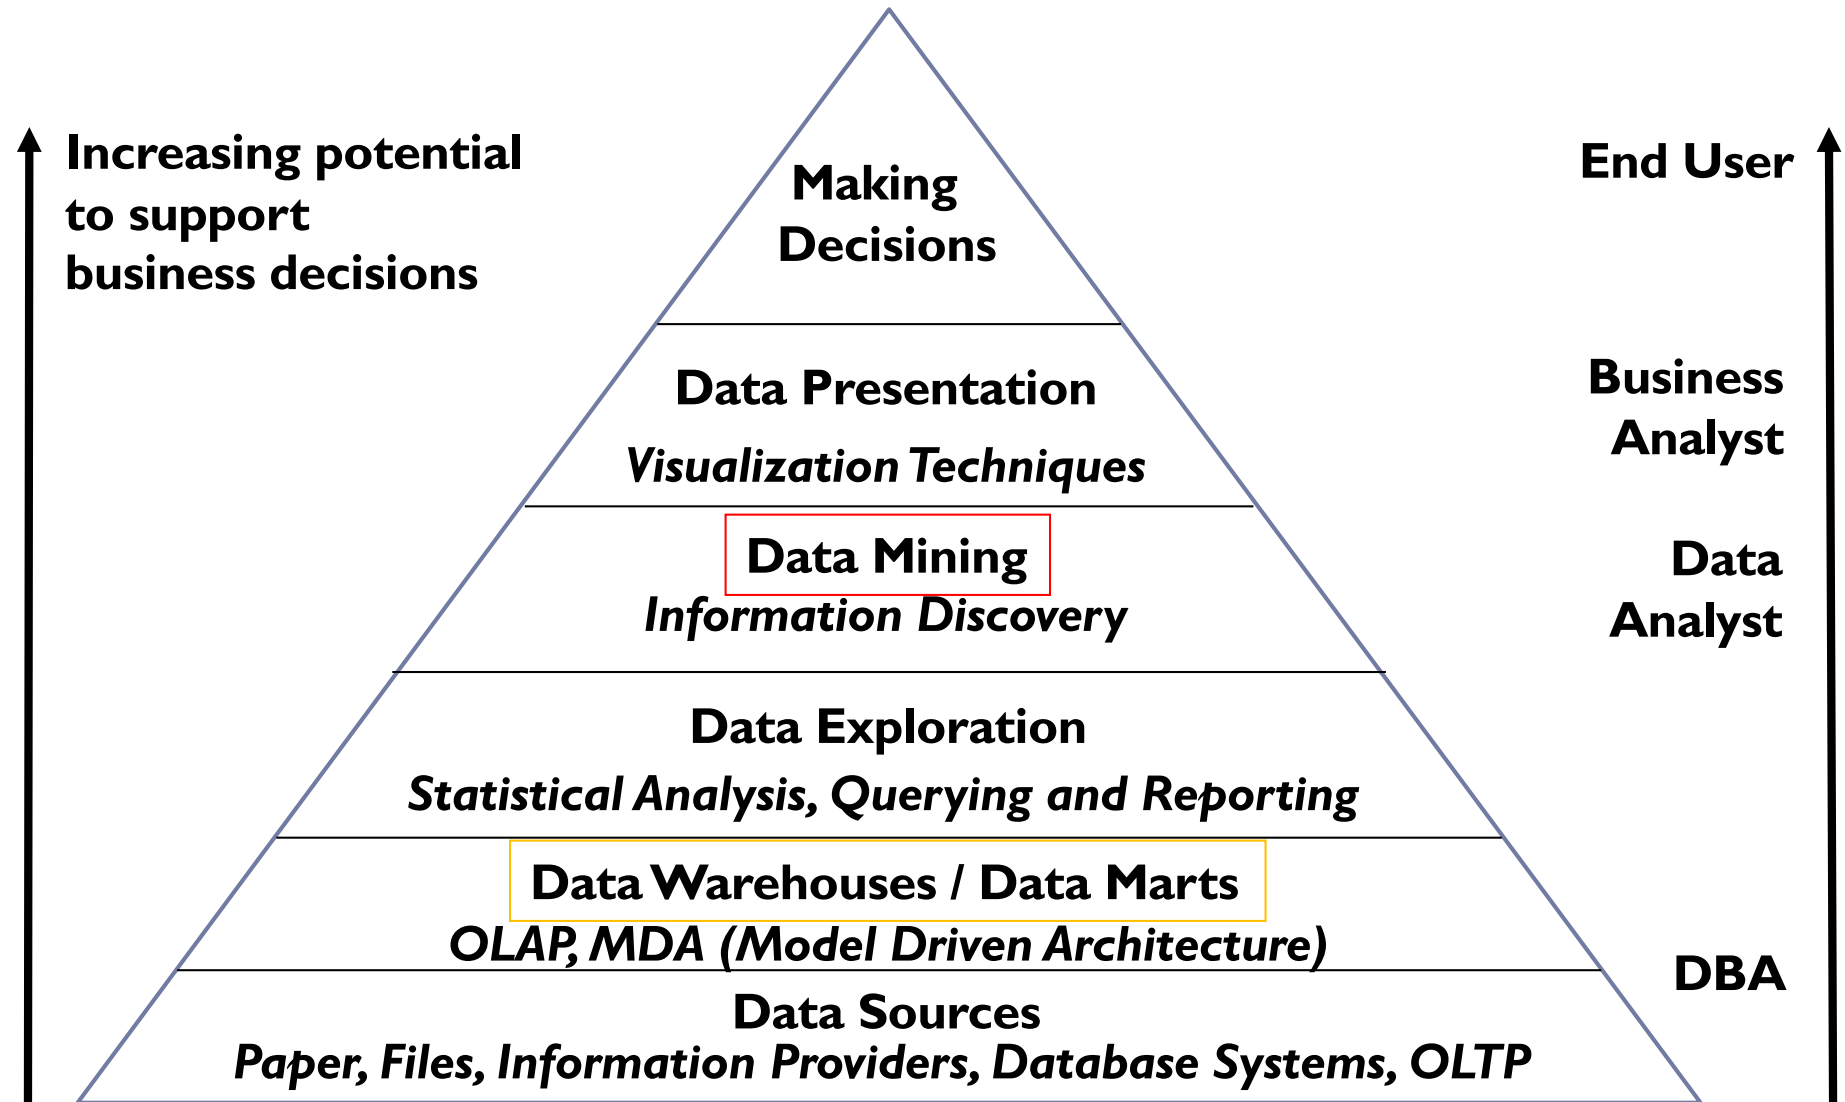 Increasing potential
to support
business decisions
Making
Decisions
End User
Data Presentation
Visualization Techniques
Business
Analyst
Data Mining
Information Discovery
Data
Analyst
Data Exploration
Statistical Analysis, Querying and Reporting
Data Warehouses / Data Marts
OLAP, MDA (Model Driven Architecture)
DBA
Data Sources
Paper, Files, Information Providers, Database Systems, OLTP